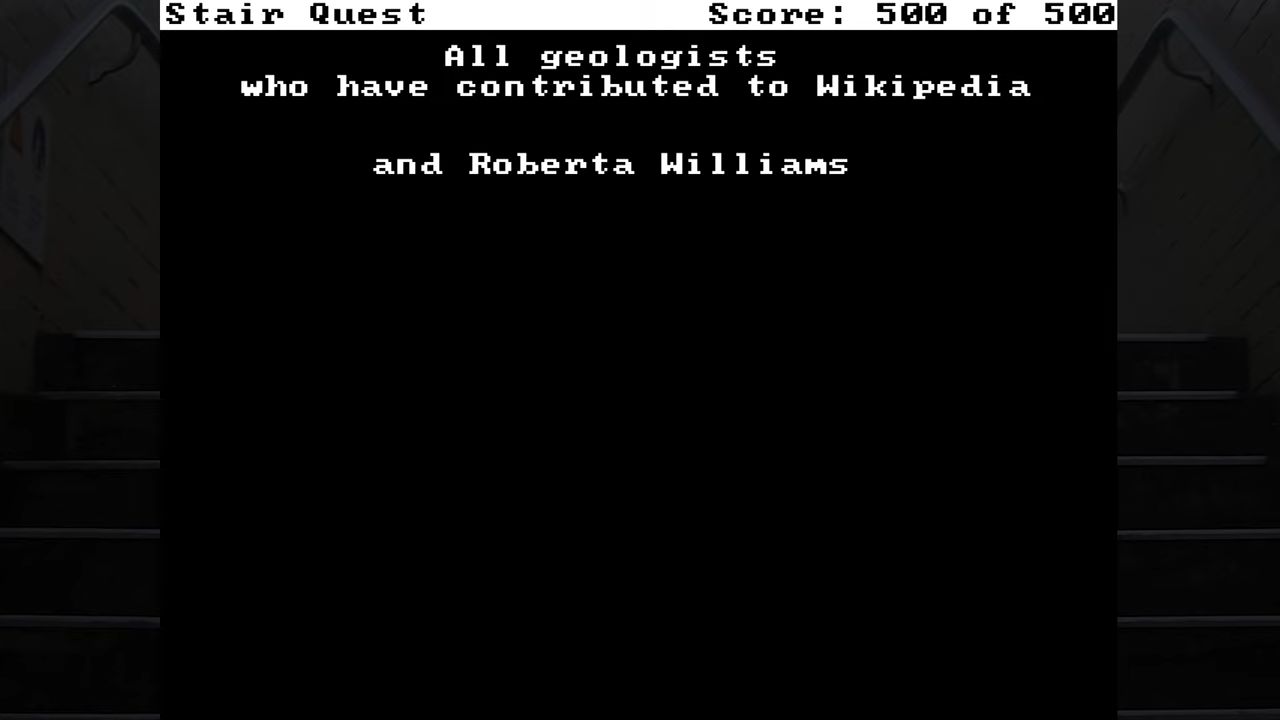 Stair Quest Score: 500 of 500
All geologists
who have contributed to Wikipedia
and Roberta Williams